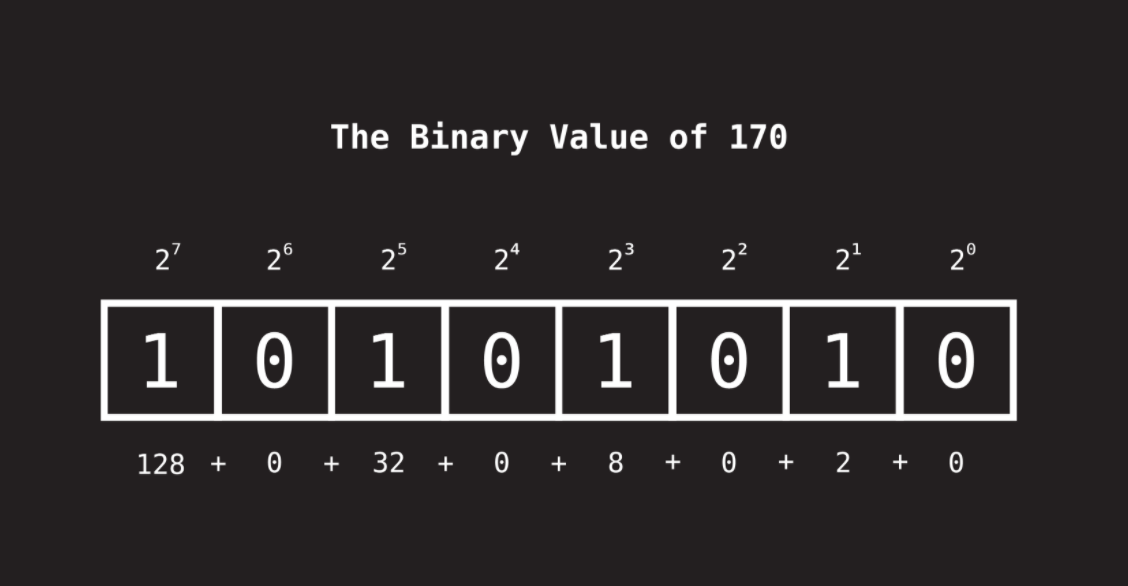 The Binary Value of 170
2⁷ 2⁶ 2⁵ 2⁴ 2³ 2² 2¹ 2⁰
1 0 1 0 1 0 1 0
128 + 0 + 32 + 0 + 8 + 0 + 2 + 0